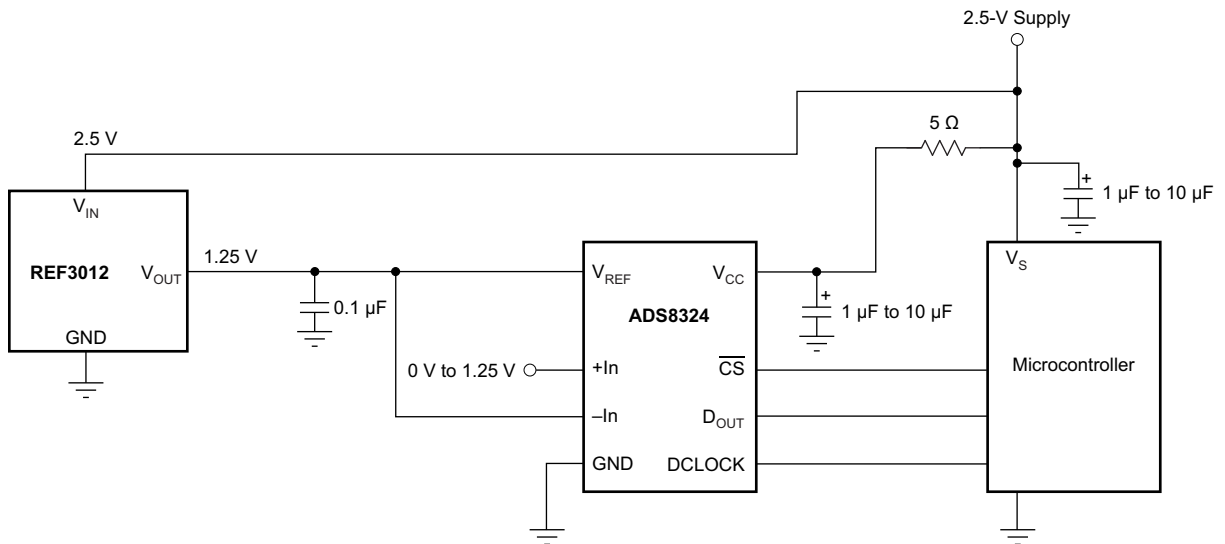 2.5-V Supply
2.5 V
5 Ω
+
1 µF to 10 µF
V_IN
REF3012
V_OUT
GND
1.25 V
0.1 µF
V_REF
V_CC
ADS8324
+
1 µF to 10 µF
0 V to 1.25 V
+In
–In
GND
C̅S̅
D_OUT
DCLOCK
V_S
Microcontroller